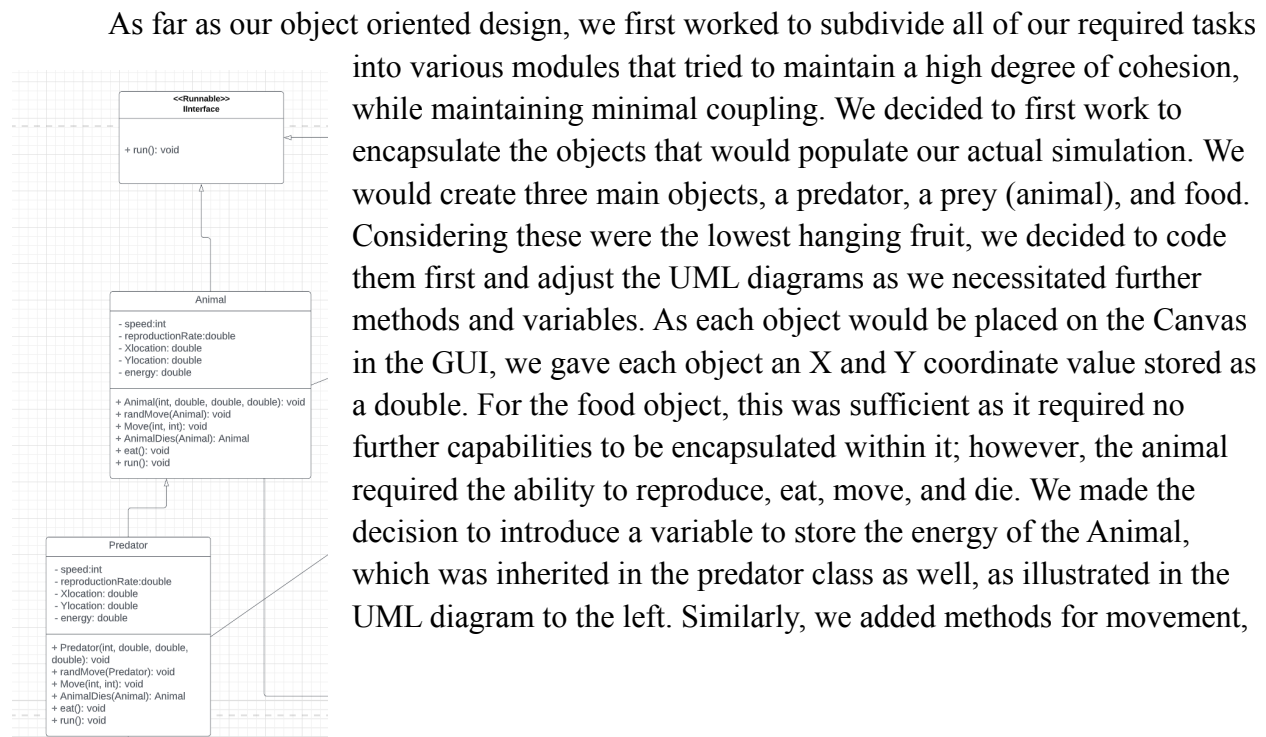 As far as our object oriented design, we first worked to subdivide all of our required tasks
into various modules that tried to maintain a high degree of cohesion,
while maintaining minimal coupling. We decided to first work to
encapsulate the objects that would populate our actual simulation. We
would create three main objects, a predator, a prey (animal), and food.
Considering these were the lowest hanging fruit, we decided to code
them first and adjust the UML diagrams as we necessitated further
methods and variables. As each object would be placed on the Canvas
in the GUI, we gave each object an X and Y coordinate value stored as
a double. For the food object, this was sufficient as it required no
further capabilities to be encapsulated within it; however, the animal
required the ability to reproduce, eat, move, and die. We made the
decision to introduce a variable to store the energy of the Animal,
which was inherited in the predator class as well, as illustrated in the
UML diagram to the left. Similarly, we added methods for movement,
<<Runnable>>
IInterface
+ run(): void
Animal
- speed:int
- reproductionRate:double
- Xlocation: double
- Ylocation: double
- energy: double
+ Animal(int, double, double, double): void
+ randMove(Animal): void
+ Move(int, int): void
+ AnimalDies(Animal): Animal
+ eat(): void
+ run(): void
Predator
- speed:int
- reproductionRate:double
- Xlocation: double
- Ylocation: double
- energy: double
+ Predator(int, double, double,
double): void
+ randMove(Predator): void
+ Move(int, int): void
+ AnimalDies(Animal): Animal
+ eat(): void
+ run(): void